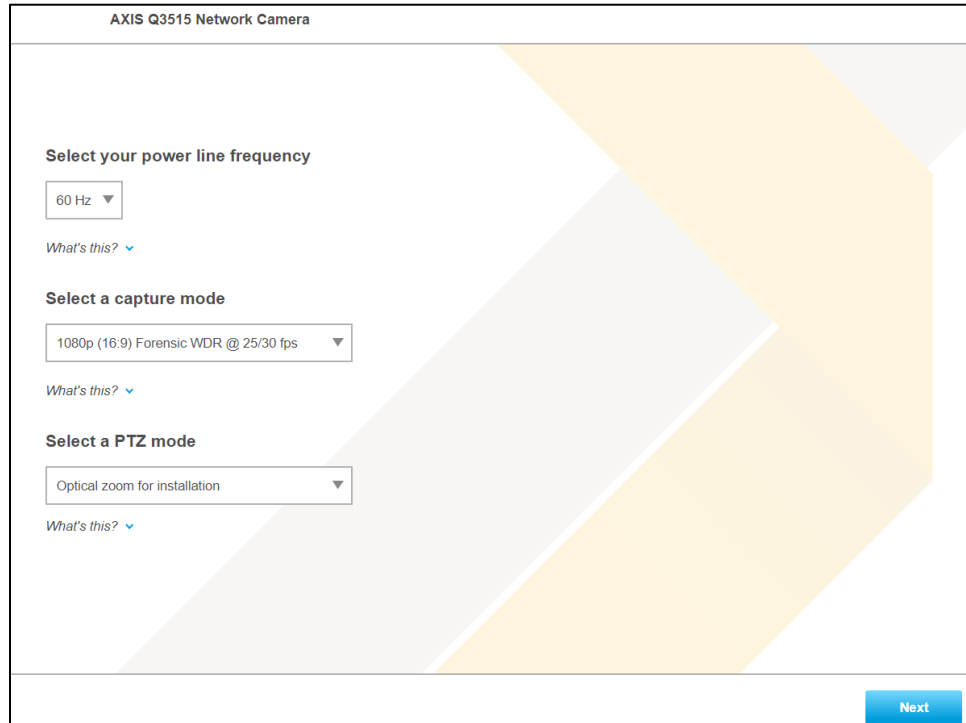 AXIS Q3515 Network Camera
Select your power line frequency
60 Hz
What's this?
Select a capture mode
1080p (16:9) Forensic WDR @ 25/30 fps
What's this?
Select a PTZ mode
Optical zoom for installation
What's this?
Next